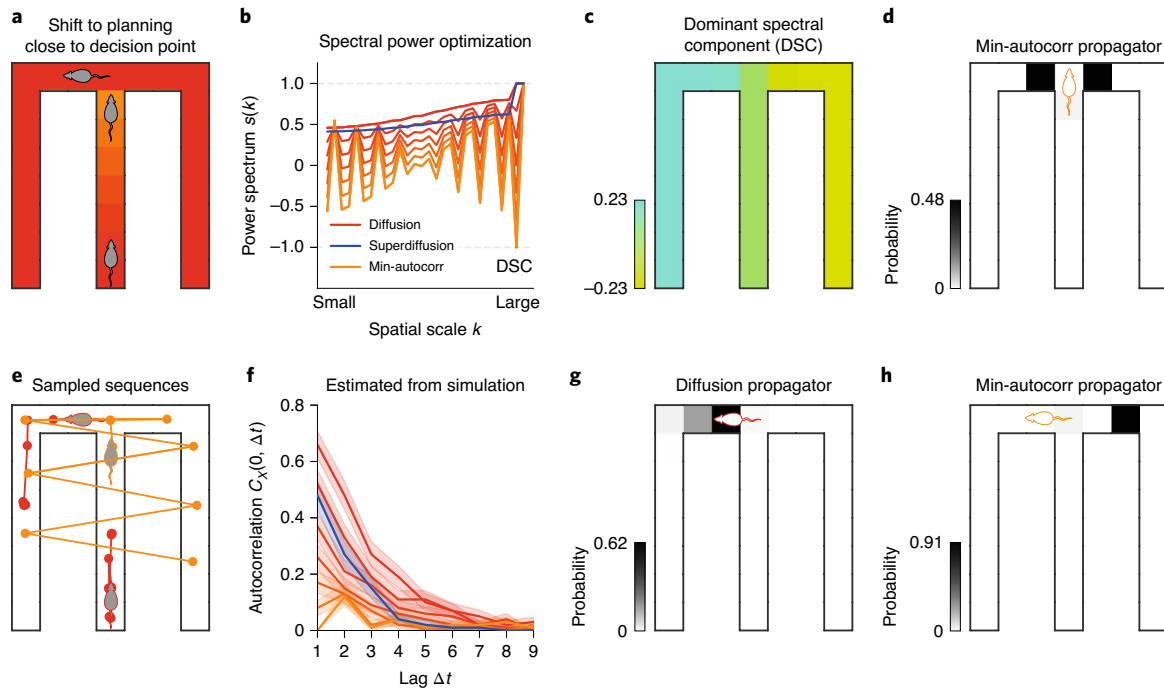 a
Shift to planning
close to decision point
b
Spectral power optimization
Power spectrum s(k)
1.0
0.5
0
−0.5
−1.0
Diffusion
Superdiffusion
Min-autocorr
DSC
Small
Large
Spatial scale k
c
Dominant spectral
component (DSC)
0.23
−0.23
d
Min-autocorr propagator
0.48
Probability
0
e
Sampled sequences
f
Estimated from simulation
Autocorrelation C_X(0, Δt)
0.8
0.6
0.4
0.2
0
1 2 3 4 5 6 7 8 9
Lag Δt
g
Diffusion propagator
0.62
Probability
0
h
Min-autocorr propagator
0.91
Probability
0